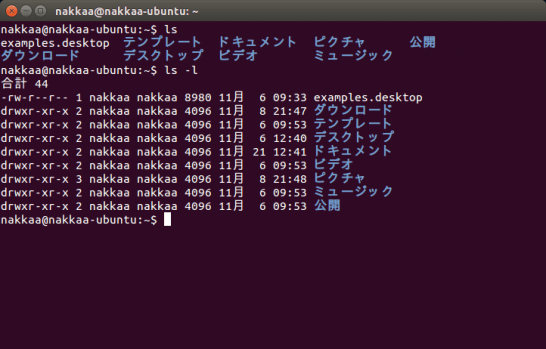 nakkaa@nakkaa-ubuntu: ~
nakkaa@nakkaa-ubuntu:~$ ls
examples.desktop テンプレート ドキュメント ピクチャ 公開
ダウンロード デスクトップ ビデオ ミュージック
nakkaa@nakkaa-ubuntu:~$ ls -l
合計 44
-rw-r--r-- 1 nakkaa nakkaa 8980 11月 6 09:33 examples.desktop
drwxr-xr-x 2 nakkaa nakkaa 4096 11月 8 21:47 ダウンロード
drwxr-xr-x 2 nakkaa nakkaa 4096 11月 6 09:53 テンプレート
drwxr-xr-x 2 nakkaa nakkaa 4096 11月 6 12:40 デスクトップ
drwxr-xr-x 2 nakkaa nakkaa 4096 11月 21 12:41 ドキュメント
drwxr-xr-x 2 nakkaa nakkaa 4096 11月 6 09:53 ビデオ
drwxr-xr-x 3 nakkaa nakkaa 4096 11月 8 21:48 ピクチャ
drwxr-xr-x 2 nakkaa nakkaa 4096 11月 6 09:53 ミュージック
drwxr-xr-x 2 nakkaa nakkaa 4096 11月 6 09:53 公開
nakkaa@nakkaa-ubuntu:~$